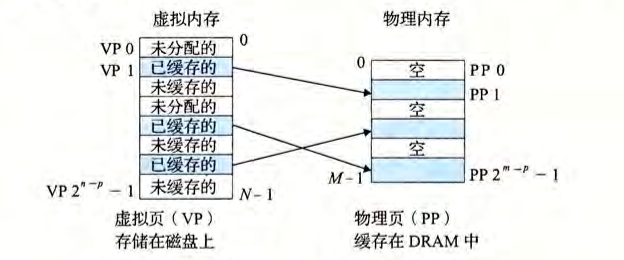 虚拟内存
物理内存
VP 0 未分配的 0
VP 1 已缓存的
未缓存的
未分配的
已缓存的
未缓存的
已缓存的
VP 2ⁿ⁻ᵖ－1 未缓存的 N－1
0 空 PP 0
PP 1
空
空
M－1 PP 2ᵐ⁻ᵖ－1
虚拟页（VP）
存储在磁盘上
物理页（PP）
缓存在 DRAM 中